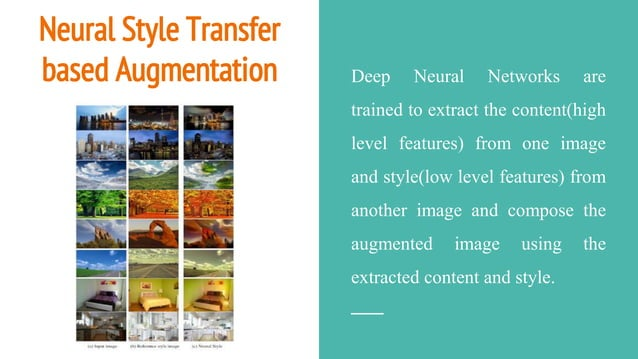 Neural Style Transfer
based Augmentation
Deep Neural Networks are
trained to extract the content(high
level features) from one image
and style(low level features) from
another image and compose the
augmented image using the
extracted content and style.
(a) Input image (b) Reference style image (c) Neural Style